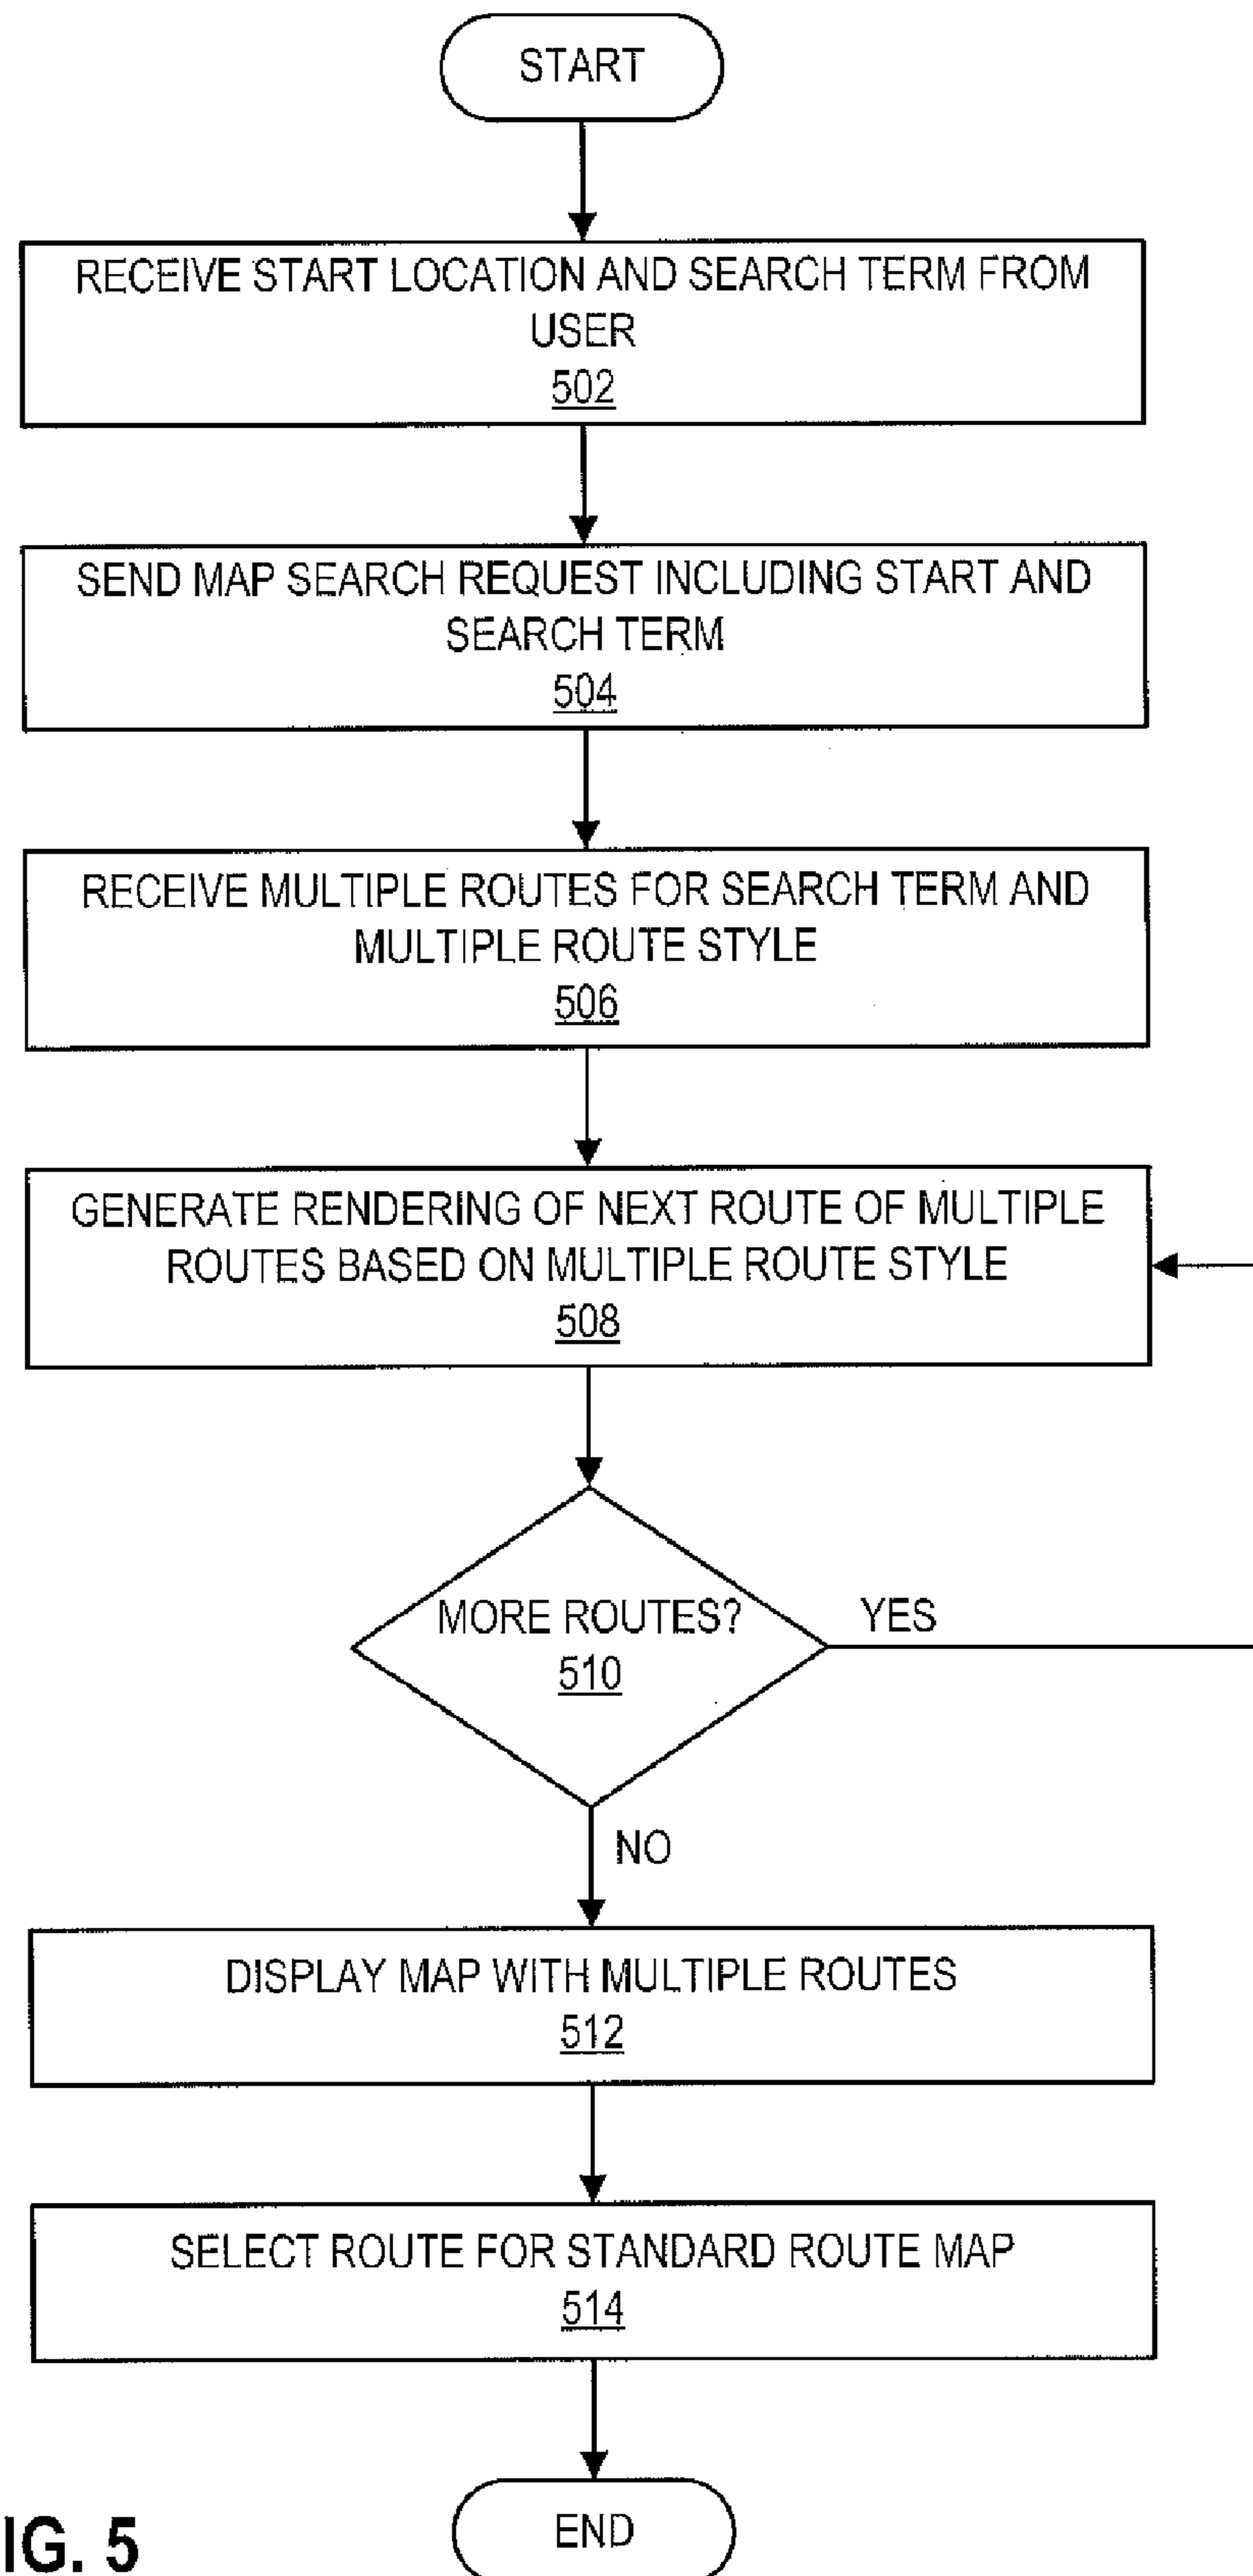 START
RECEIVE START LOCATION AND SEARCH TERM FROM
USER
502
SEND MAP SEARCH REQUEST INCLUDING START AND
SEARCH TERM
504
RECEIVE MULTIPLE ROUTES FOR SEARCH TERM AND
MULTIPLE ROUTE STYLE
506
GENERATE RENDERING OF NEXT ROUTE OF MULTIPLE
ROUTES BASED ON MULTIPLE ROUTE STYLE
508
MORE ROUTES?
510
YES
NO
DISPLAY MAP WITH MULTIPLE ROUTES
512
SELECT ROUTE FOR STANDARD ROUTE MAP
514
END
IG. 5